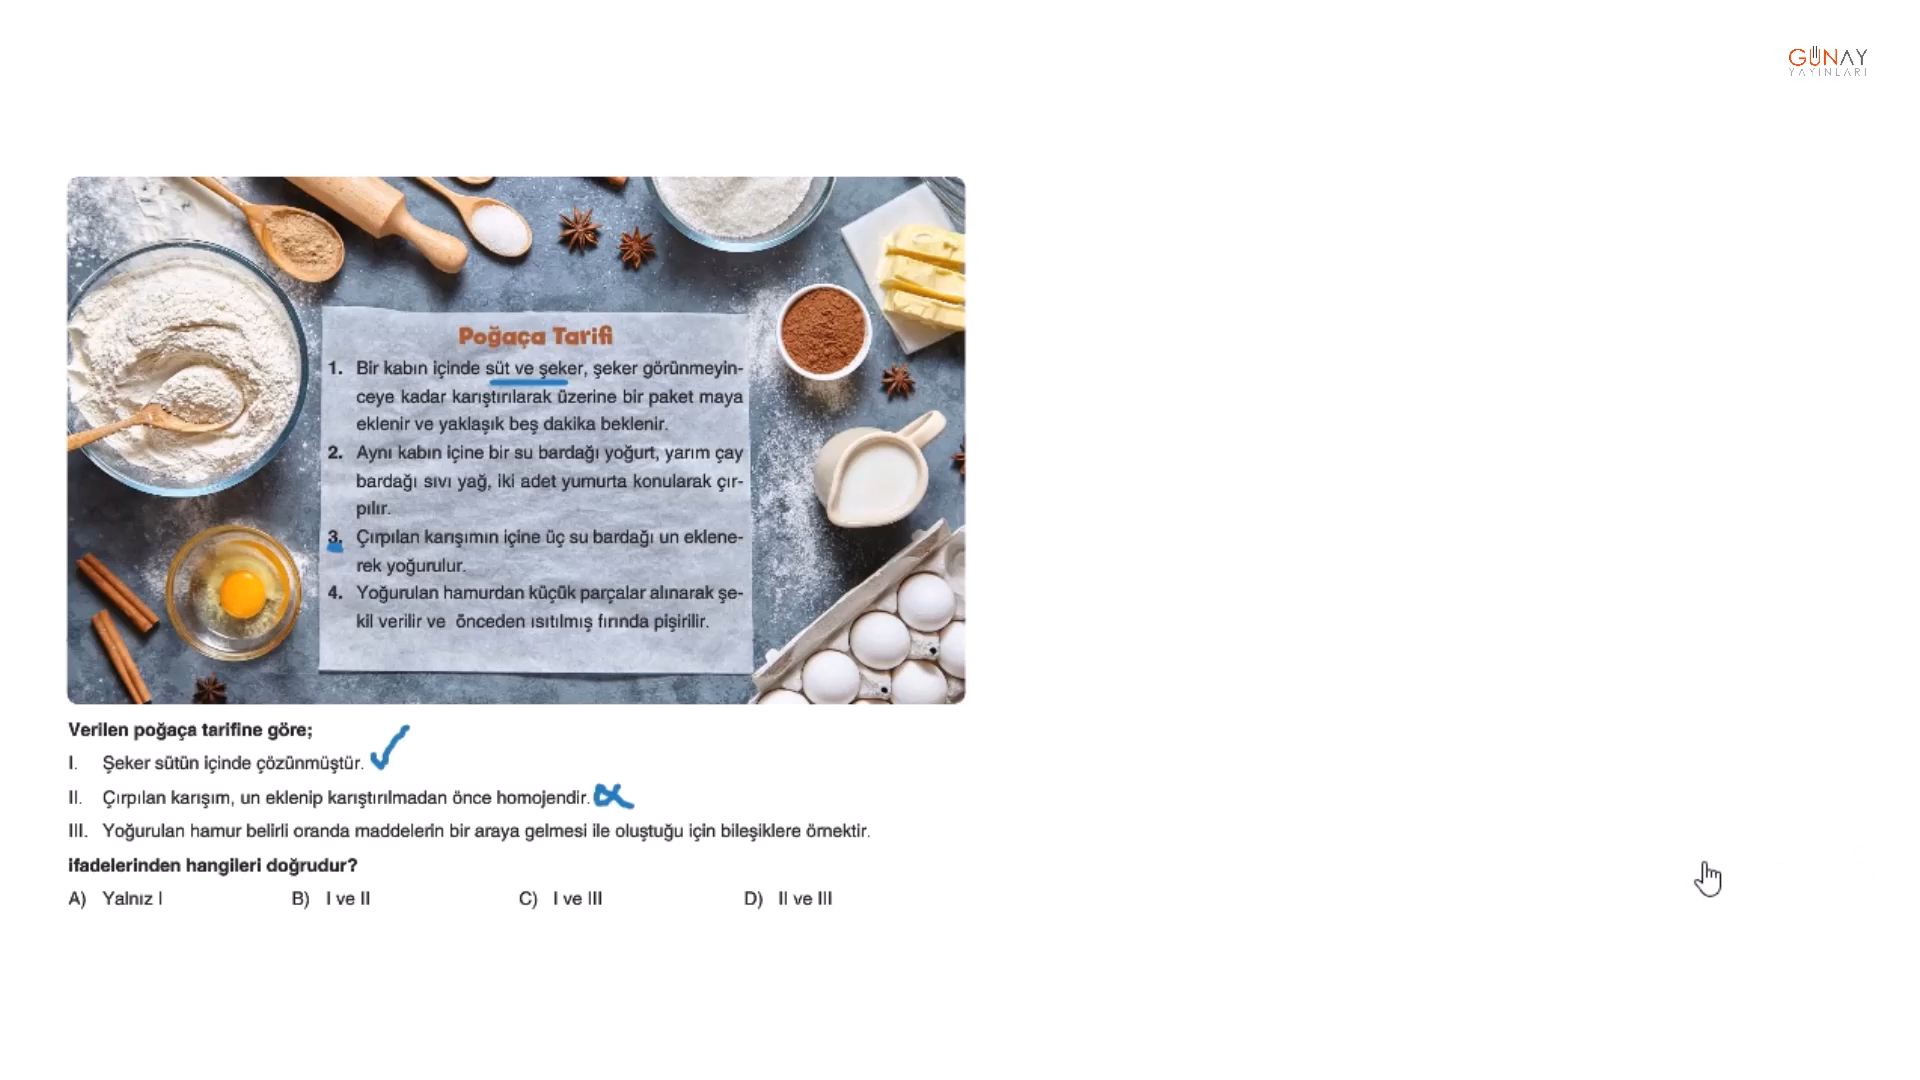 GÜNAY
YAYINLARI
Poğaça Tarifi
1. Bir kabın içinde süt ve şeker, şeker görünmeyin-
ceye kadar karıştırılarak üzerine bir paket maya
eklenir ve yaklaşık beş dakika beklenir.
2. Aynı kabın içine bir su bardağı yoğurt, yarım çay
bardağı sıvı yağ, iki adet yumurta konularak çır-
pılır.
3. Çırpılan karışımın içine üç su bardağı un eklene-
rek yoğurulur.
4. Yoğurulan hamurdan küçük parçalar alınarak şe-
kil verilir ve önceden ısıtılmış fırında pişirilir.
Verilen poğaça tarifine göre;
I. Şeker sütün içinde çözünmüştür.
II. Çırpılan karışım, un eklenip karıştırılmadan önce homojendir.
III. Yoğurulan hamur belirli oranda maddelerin bir araya gelmesi ile oluştuğu için bileşiklere örnektir.
ifadelerinden hangileri doğrudur?
A) Yalnız I B) I ve II C) I ve III D) II ve III